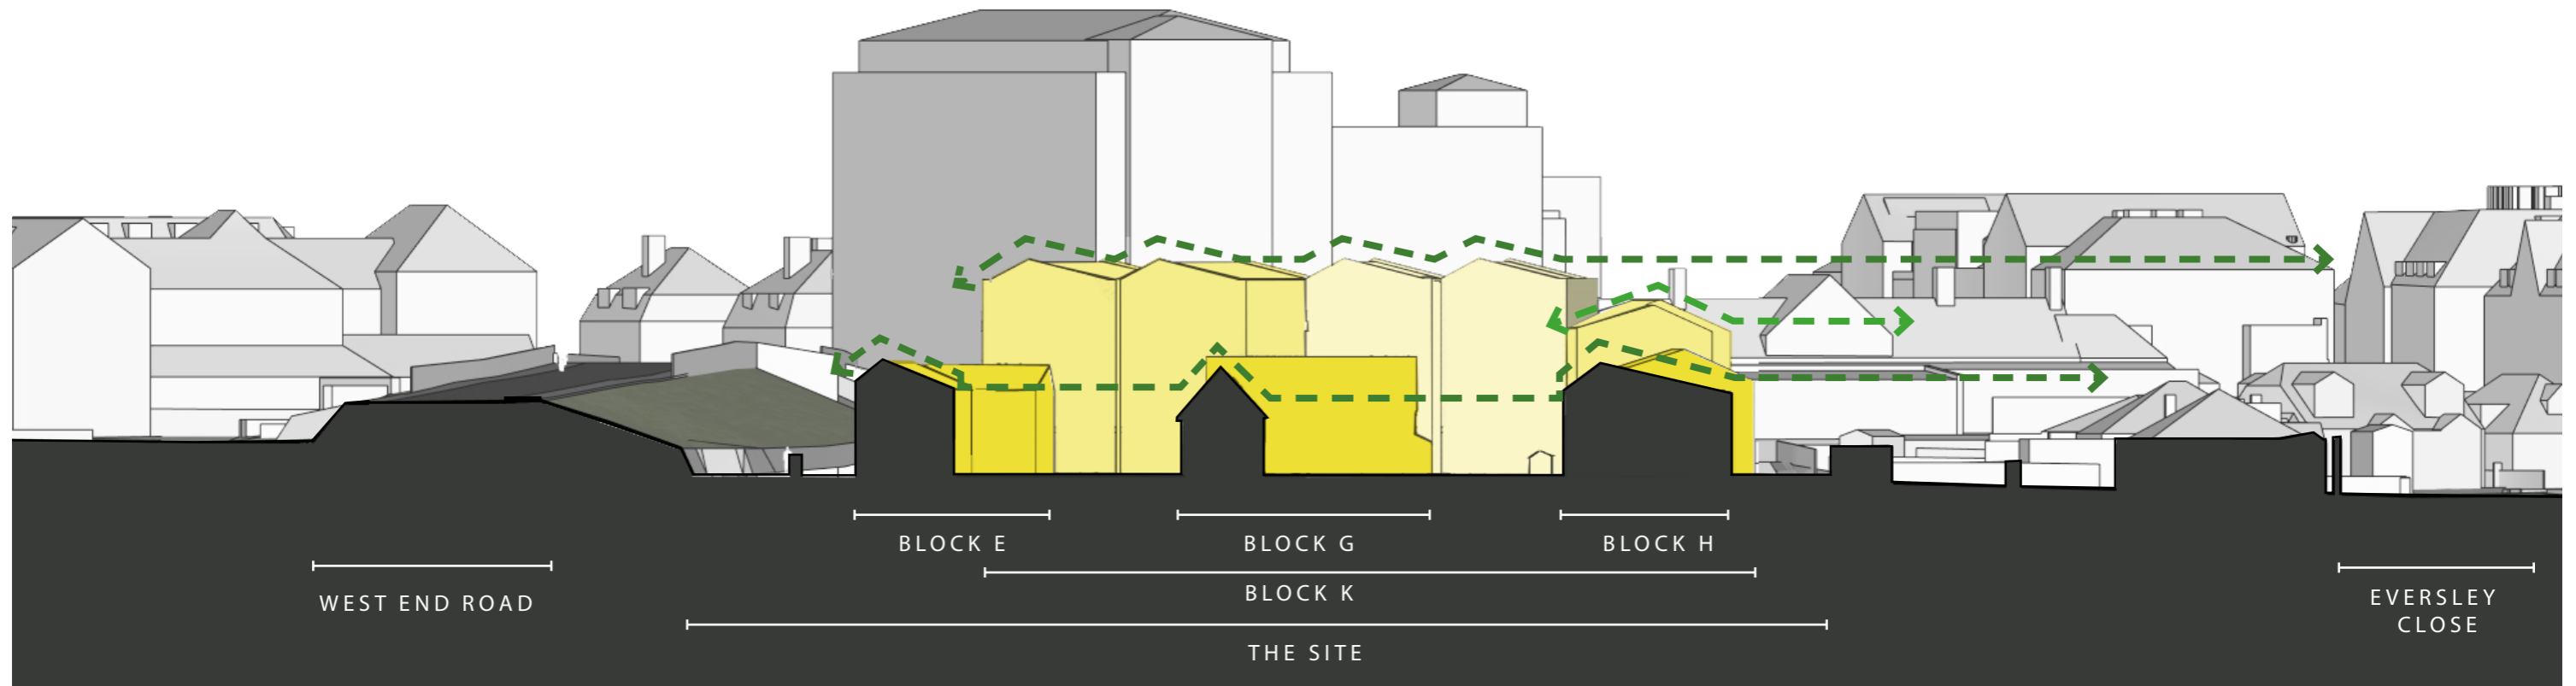 BLOCK E
BLOCK G
BLOCK H
BLOCK K
WEST END ROAD
EVERSLEY
CLOSE
THE SITE